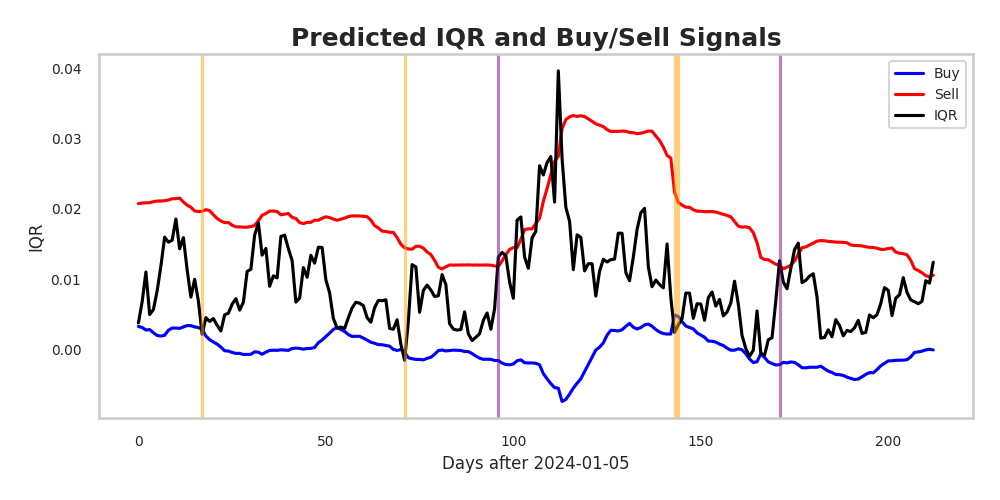 Predicted IQR and Buy/Sell Signals
Buy
Sell
IQR
0.04
0.03
0.02
0.01
0.00
IQR
0
50
100
150
200
Days after 2024-01-05